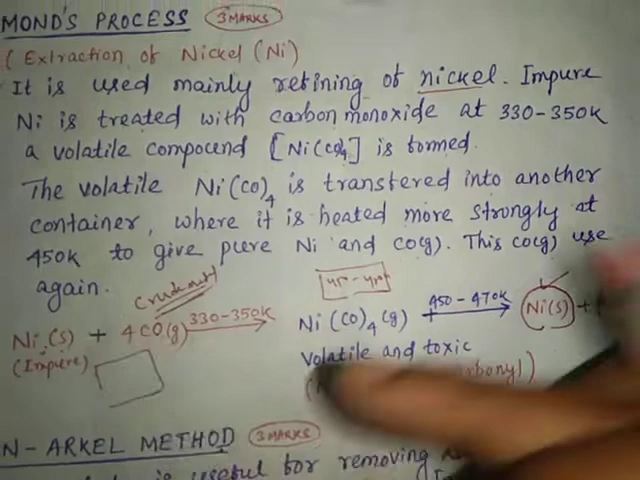 MOND'S PROCESS (3 MARKS)
( Extraction of Nickel (Ni)
It is used mainly refining of nickel. Impure
Ni is treated with carbon monoxide at 330-350K
a volatile compound [Ni(CO)4] is formed.
The volatile Ni(CO)4 is transfered into another
container, where it is heated more strongly at
450K to give pure Ni and CO(g). This CO(g) use
again.
Ni(s) + 4CO(g) 330-350K → Ni(CO)4(g) 450-470K → Ni(s) +
(Impure)
Volatile and toxic
N-ARKEL METHOD (3 MARKS)
is useful for removing